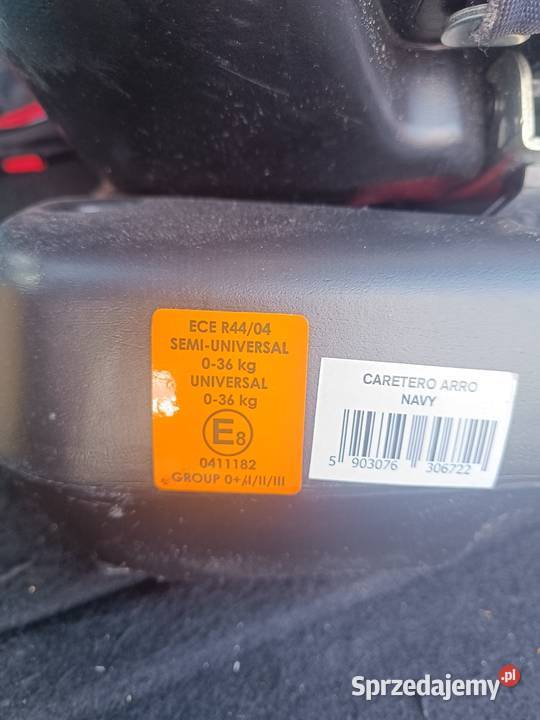 ECE R44/04
SEMI-UNIVERSAL
0-36 kg
UNIVERSAL
0-36 kg
E8
0411182
GROUP 0+/I/II/III
CARETERO ARRO
NAVY
5 903076 306722
Sprzedajemy.pl